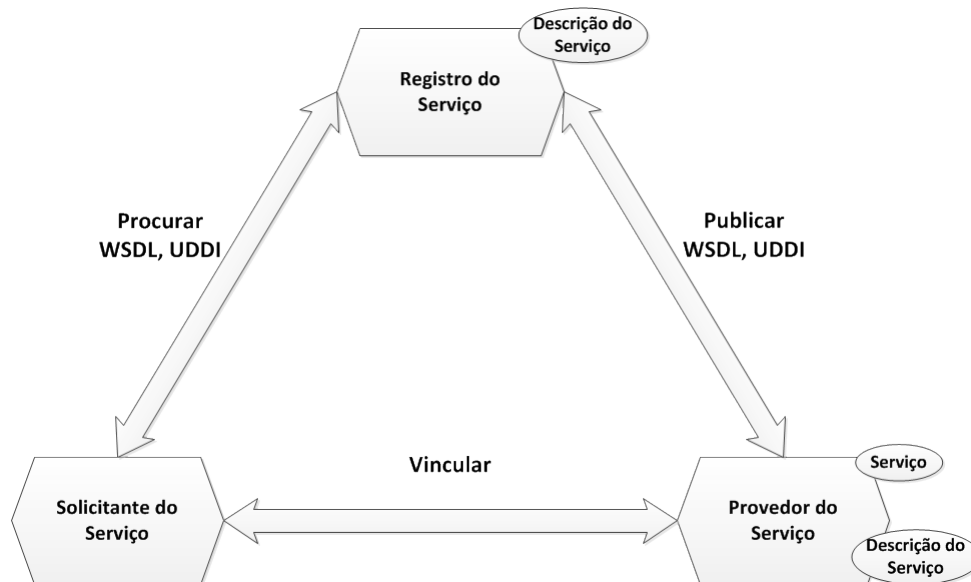 Descrição do
Serviço
Registro do
Serviço
Procurar
WSDL, UDDI
Publicar
WSDL, UDDI
Vincular
Solicitante do
Serviço
Serviço
Provedor do
Serviço
Descrição do
Serviço